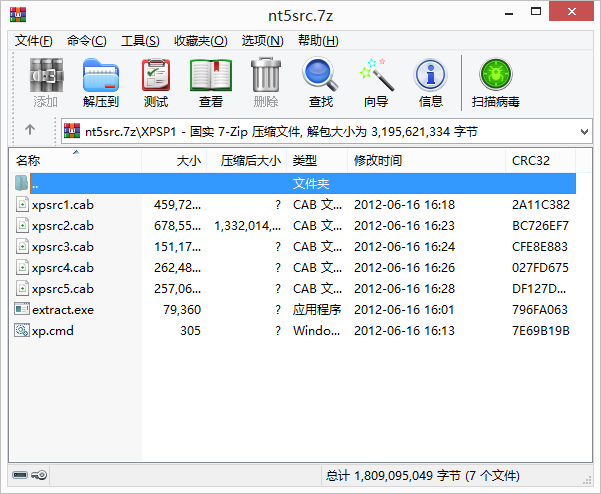 nt5src.7z
文件(F) 命令(C) 工具(S) 收藏夹(O) 选项(N) 帮助(H)
添加 解压到 测试 查看 删除 查找 向导 信息 扫描病毒
nt5src.7z\XPSP1 - 固实 7-Zip 压缩文件, 解包大小为 3,195,621,334 字节
名称 大小 压缩后大小 类型 修改时间 CRC32
.. 文件夹
xpsrc1.cab 459,72... ? CAB 文... 2012-06-16 16:18 2A11C382
xpsrc2.cab 678,55... 1,332,014,... CAB 文... 2012-06-16 16:23 BC726EF7
xpsrc3.cab 151,17... ? CAB 文... 2012-06-16 16:24 CFE8E883
xpsrc4.cab 262,48... ? CAB 文... 2012-06-16 16:26 027FD675
xpsrc5.cab 257,06... ? CAB 文... 2012-06-16 16:28 DF127D...
extract.exe 79,360 ? 应用程序 2012-06-16 16:01 796FA063
xp.cmd 305 ? Windo... 2012-06-16 16:13 7E69B19B
总计 1,809,095,049 字节 (7 个文件)